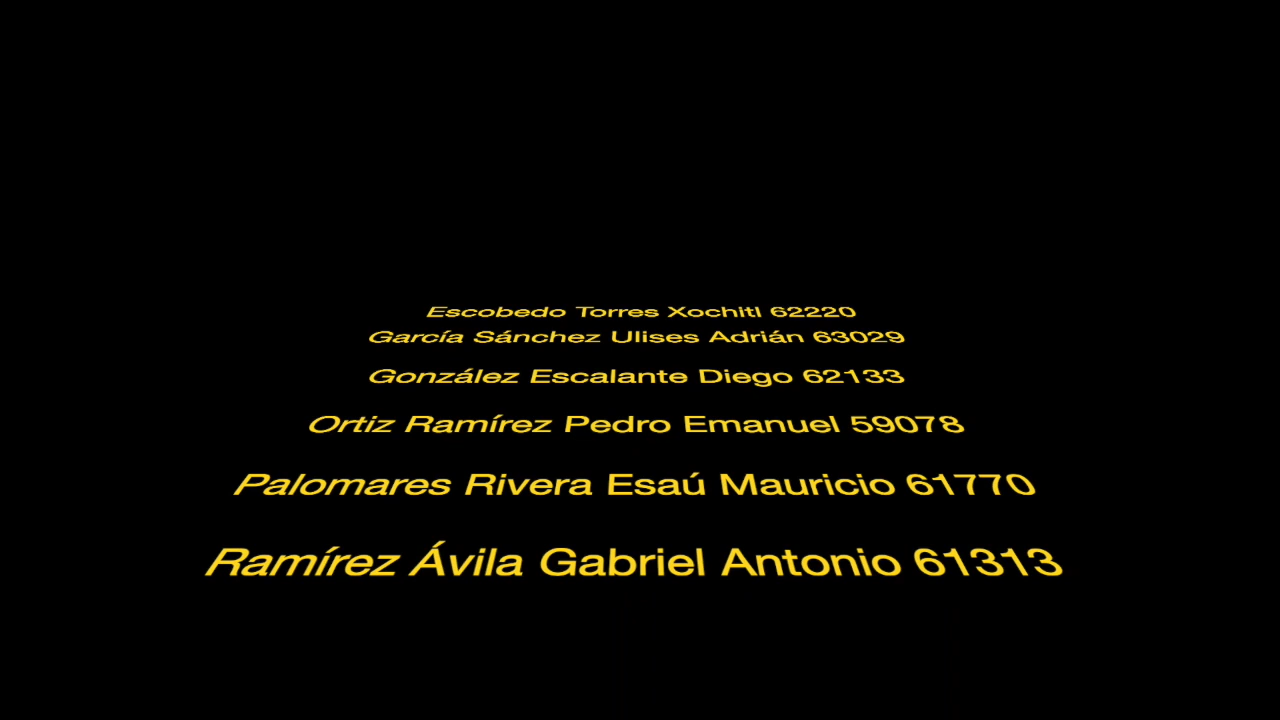 Escobedo Torres Xochitl 62220
García Sánchez Ulises Adrián 63029
González Escalante Diego 62133
Ortiz Ramírez Pedro Emanuel 59078
Palomares Rivera Esaú Mauricio 61770
Ramírez Ávila Gabriel Antonio 61313